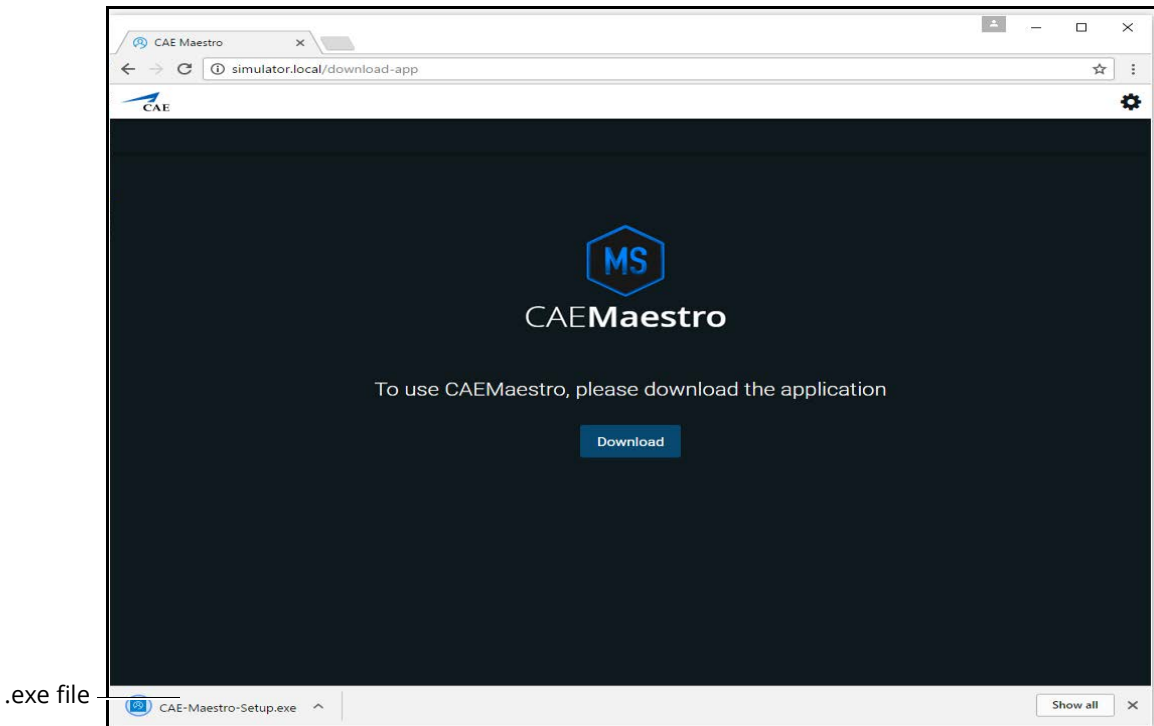 CAE Maestro
simulator.local/download-app
CAE
MS
CAEMaestro
To use CAEMaestro, please download the application
Download
.exe file
CAE-Maestro-Setup.exe
Show all